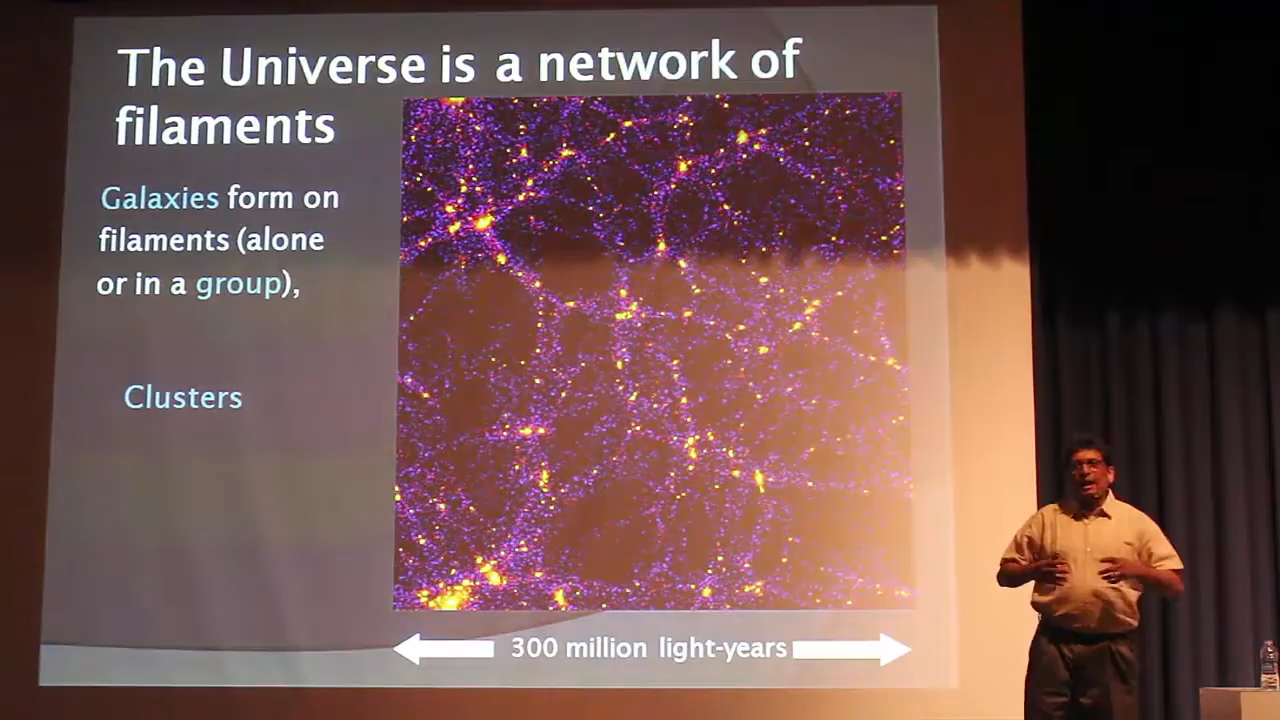 The Universe is a network of
filaments
Galaxies form on
filaments (alone
or in a group),
Clusters
300 million light-years